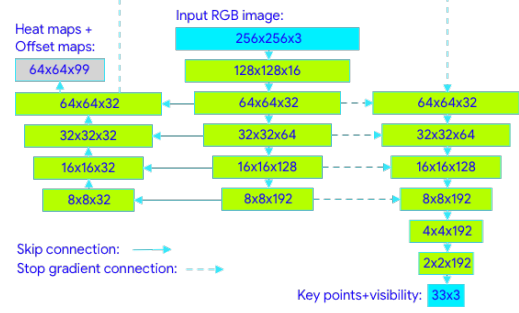 Input RGB image:
Heat maps +
Offset maps:
256x256x3
64x64x99
128x128x16
64x64x32
64x64x32
64x64x32
32x32x32
32x32x64
32x32x64
16x16x32
16x16x128
16x16x128
8x8x32
8x8x192
8x8x192
4x4x192
Skip connection:
2x2x192
Stop gradient connection:
Key points+visibility:
33x3